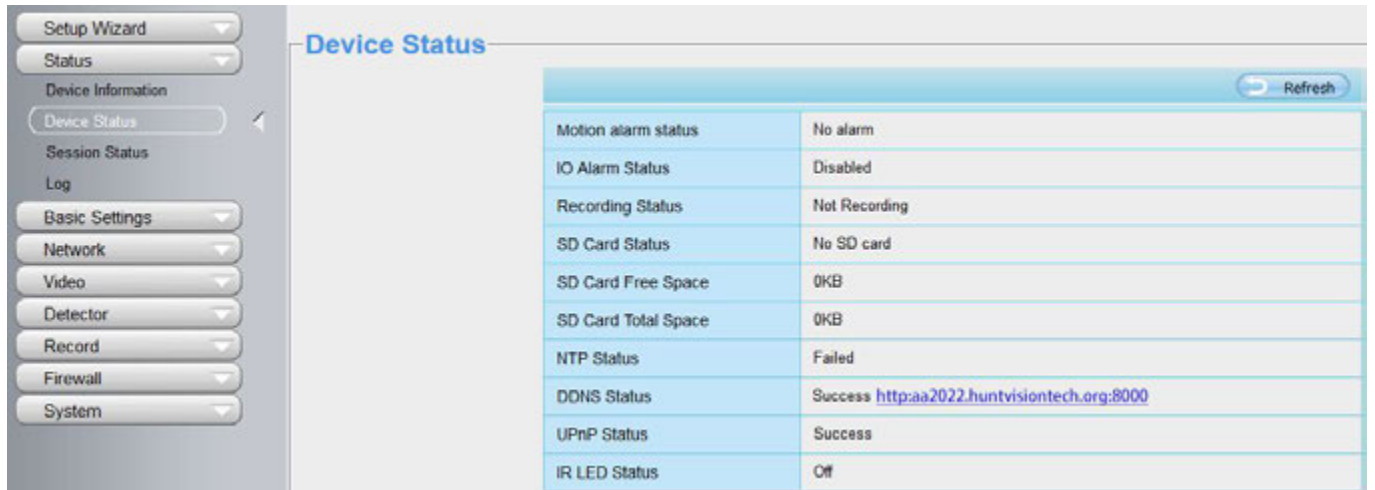 Setup Wizard
Status
Device Information
Device Status
Session Status
Log
Basic Settings
Network
Video
Detector
Record
Firewall
System
Device Status
Refresh
Motion alarm status No alarm
IO Alarm Status Disabled
Recording Status Not Recording
SD Card Status No SD card
SD Card Free Space 0KB
SD Card Total Space 0KB
NTP Status Failed
DDNS Status Success http:aa2022.huntvisiontech.org:8000
UPnP Status Success
IR LED Status Off